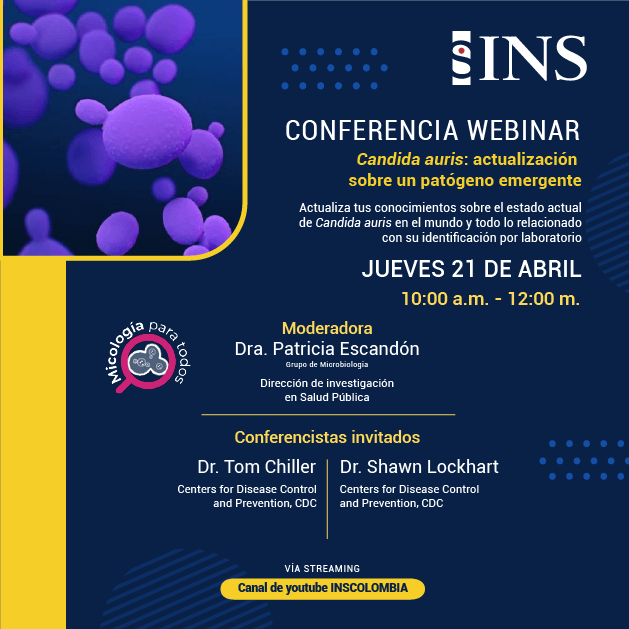 INS
CONFERENCIA WEBINAR
Candida auris: actualización
sobre un patógeno emergente
Actualiza tus conocimientos sobre el estado actual
de Candida auris en el mundo y todo lo relacionado
con su identificación por laboratorio
JUEVES 21 DE ABRIL
10:00 a.m. - 12:00 m.
Micología para todos
Moderadora
Dra. Patricia Escandón
Grupo de Microbiología
Dirección de investigación
en Salud Pública
Conferencistas invitados
Dr. Tom Chiller
Centers for Disease Control
and Prevention, CDC
Dr. Shawn Lockhart
Centers for Disease Control
and Prevention, CDC
VÍA STREAMING
Canal de youtube INSCOLOMBIA